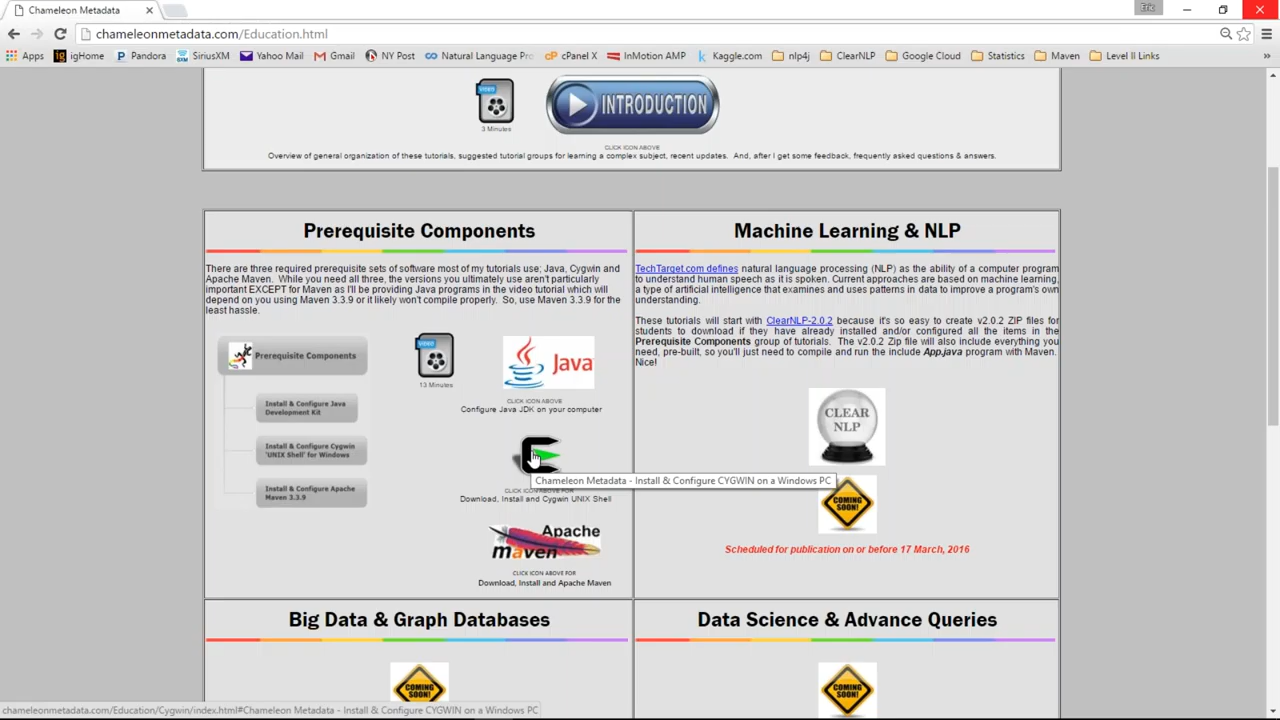 Chameleon Metadata
Eric
chameleonmetadata.com/Education.html
Apps igHome Pandora SiriusXM Yahoo Mail Gmail NY Post Natural Language Pro cPanel X InMotion AMP Kaggle.com nlp4j ClearNLP Google Cloud Statistics Maven Level II Links »
VIDEO
INTRODUCTION
3 Minutes
CLICK ICON ABOVE
Overview of general organization of these tutorials, suggested tutorial groups for learning a complex subject, recent updates. And, after I get some feedback, frequently asked questions & answers.
Prerequisite Components
There are three required prerequisite sets of software most of my tutorials use; Java, Cygwin and
Apache Maven. While you need all three, the versions you ultimately use aren't particularly
important EXCEPT for Maven as I'll be providing Java programs in the video tutorial which will
depend on you using Maven 3.3.9 or it likely won't compile properly. So, use Maven 3.3.9 for the
least hassle.
Prerequisite Components
Install & Configure Java
Development Kit
Install & Configure Cygwin
'UNIX Shell' for Windows
Install & Configure Apache
Maven 3.3.9
VIDEO
13 Minutes
Java
CLICK ICON ABOVE
Configure Java JDK on your computer
Chameleon Metadata - Install & Configure CYGWIN on a Windows PC
CLICK ICON ABOVE FOR
Download, Install and Cygwin UNIX Shell
Apache
maven
CLICK ICON ABOVE FOR
Download, Install and Apache Maven
Machine Learning & NLP
TechTarget.com defines natural language processing (NLP) as the ability of a computer program
to understand human speech as it is spoken. Current approaches are based on machine learning,
a type of artificial intelligence that examines and uses patterns in data to improve a program's own
understanding.
These tutorials will start with ClearNLP-2.0.2 because it's so easy to create v2.0.2 ZIP files for
students to download if they have already installed and/or configured all the items in the
Prerequisite Components group of tutorials. The v2.0.2 Zip file will also include everything you
need, pre-built, so you'll just need to compile and run the include App.java program with Maven.
Nice!
CLEAR
NLP
COMING
SOON!
Scheduled for publication on or before 17 March, 2016
Big Data & Graph Databases
COMING
Data Science & Advance Queries
COMING
chameleonmetadata.com/Education/Cygwin/index.html#Chameleon Metadata - Install & Configure CYGWIN on a Windows PC